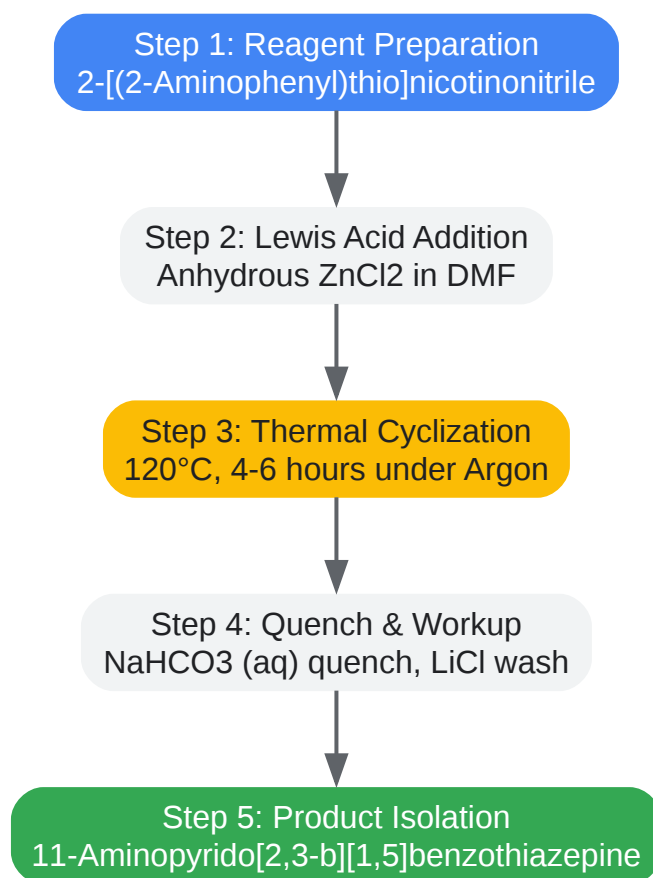 Step 1: Reagent Preparation
2-[(2-Aminophenyl)thio]nicotinonitrile
Step 2: Lewis Acid Addition
Anhydrous ZnCl2 in DMF
Step 3: Thermal Cyclization
120°C, 4-6 hours under Argon
Step 4: Quench & Workup
NaHCO3 (aq) quench, LiCl wash
Step 5: Product Isolation
11-Aminopyrido[2,3-b][1,5]benzothiazepine